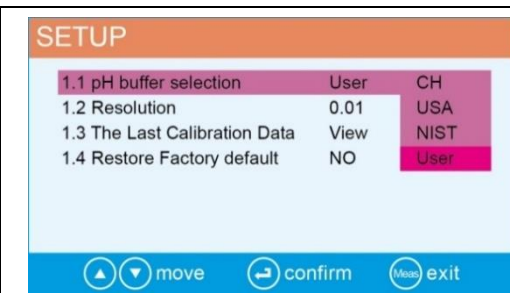 SETUP
1.1 pH buffer selection User CH
1.2 Resolution 0.01 USA
1.3 The Last Calibration Data View NIST
1.4 Restore Factory default NO User
move confirm Meas exit